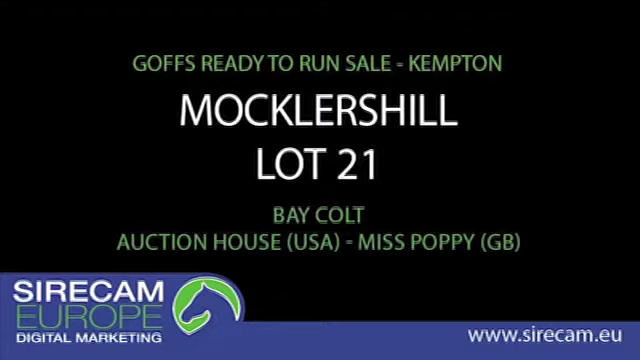 GOFFS READY TO RUN SALE - KEMPTON
MOCKLERSHILL
LOT 21
BAY COLT
AUCTION HOUSE (USA) - MISS POPPY (GB)
SIRECAM
EUROPE
DIGITAL MARKETING
www.sirecam.eu